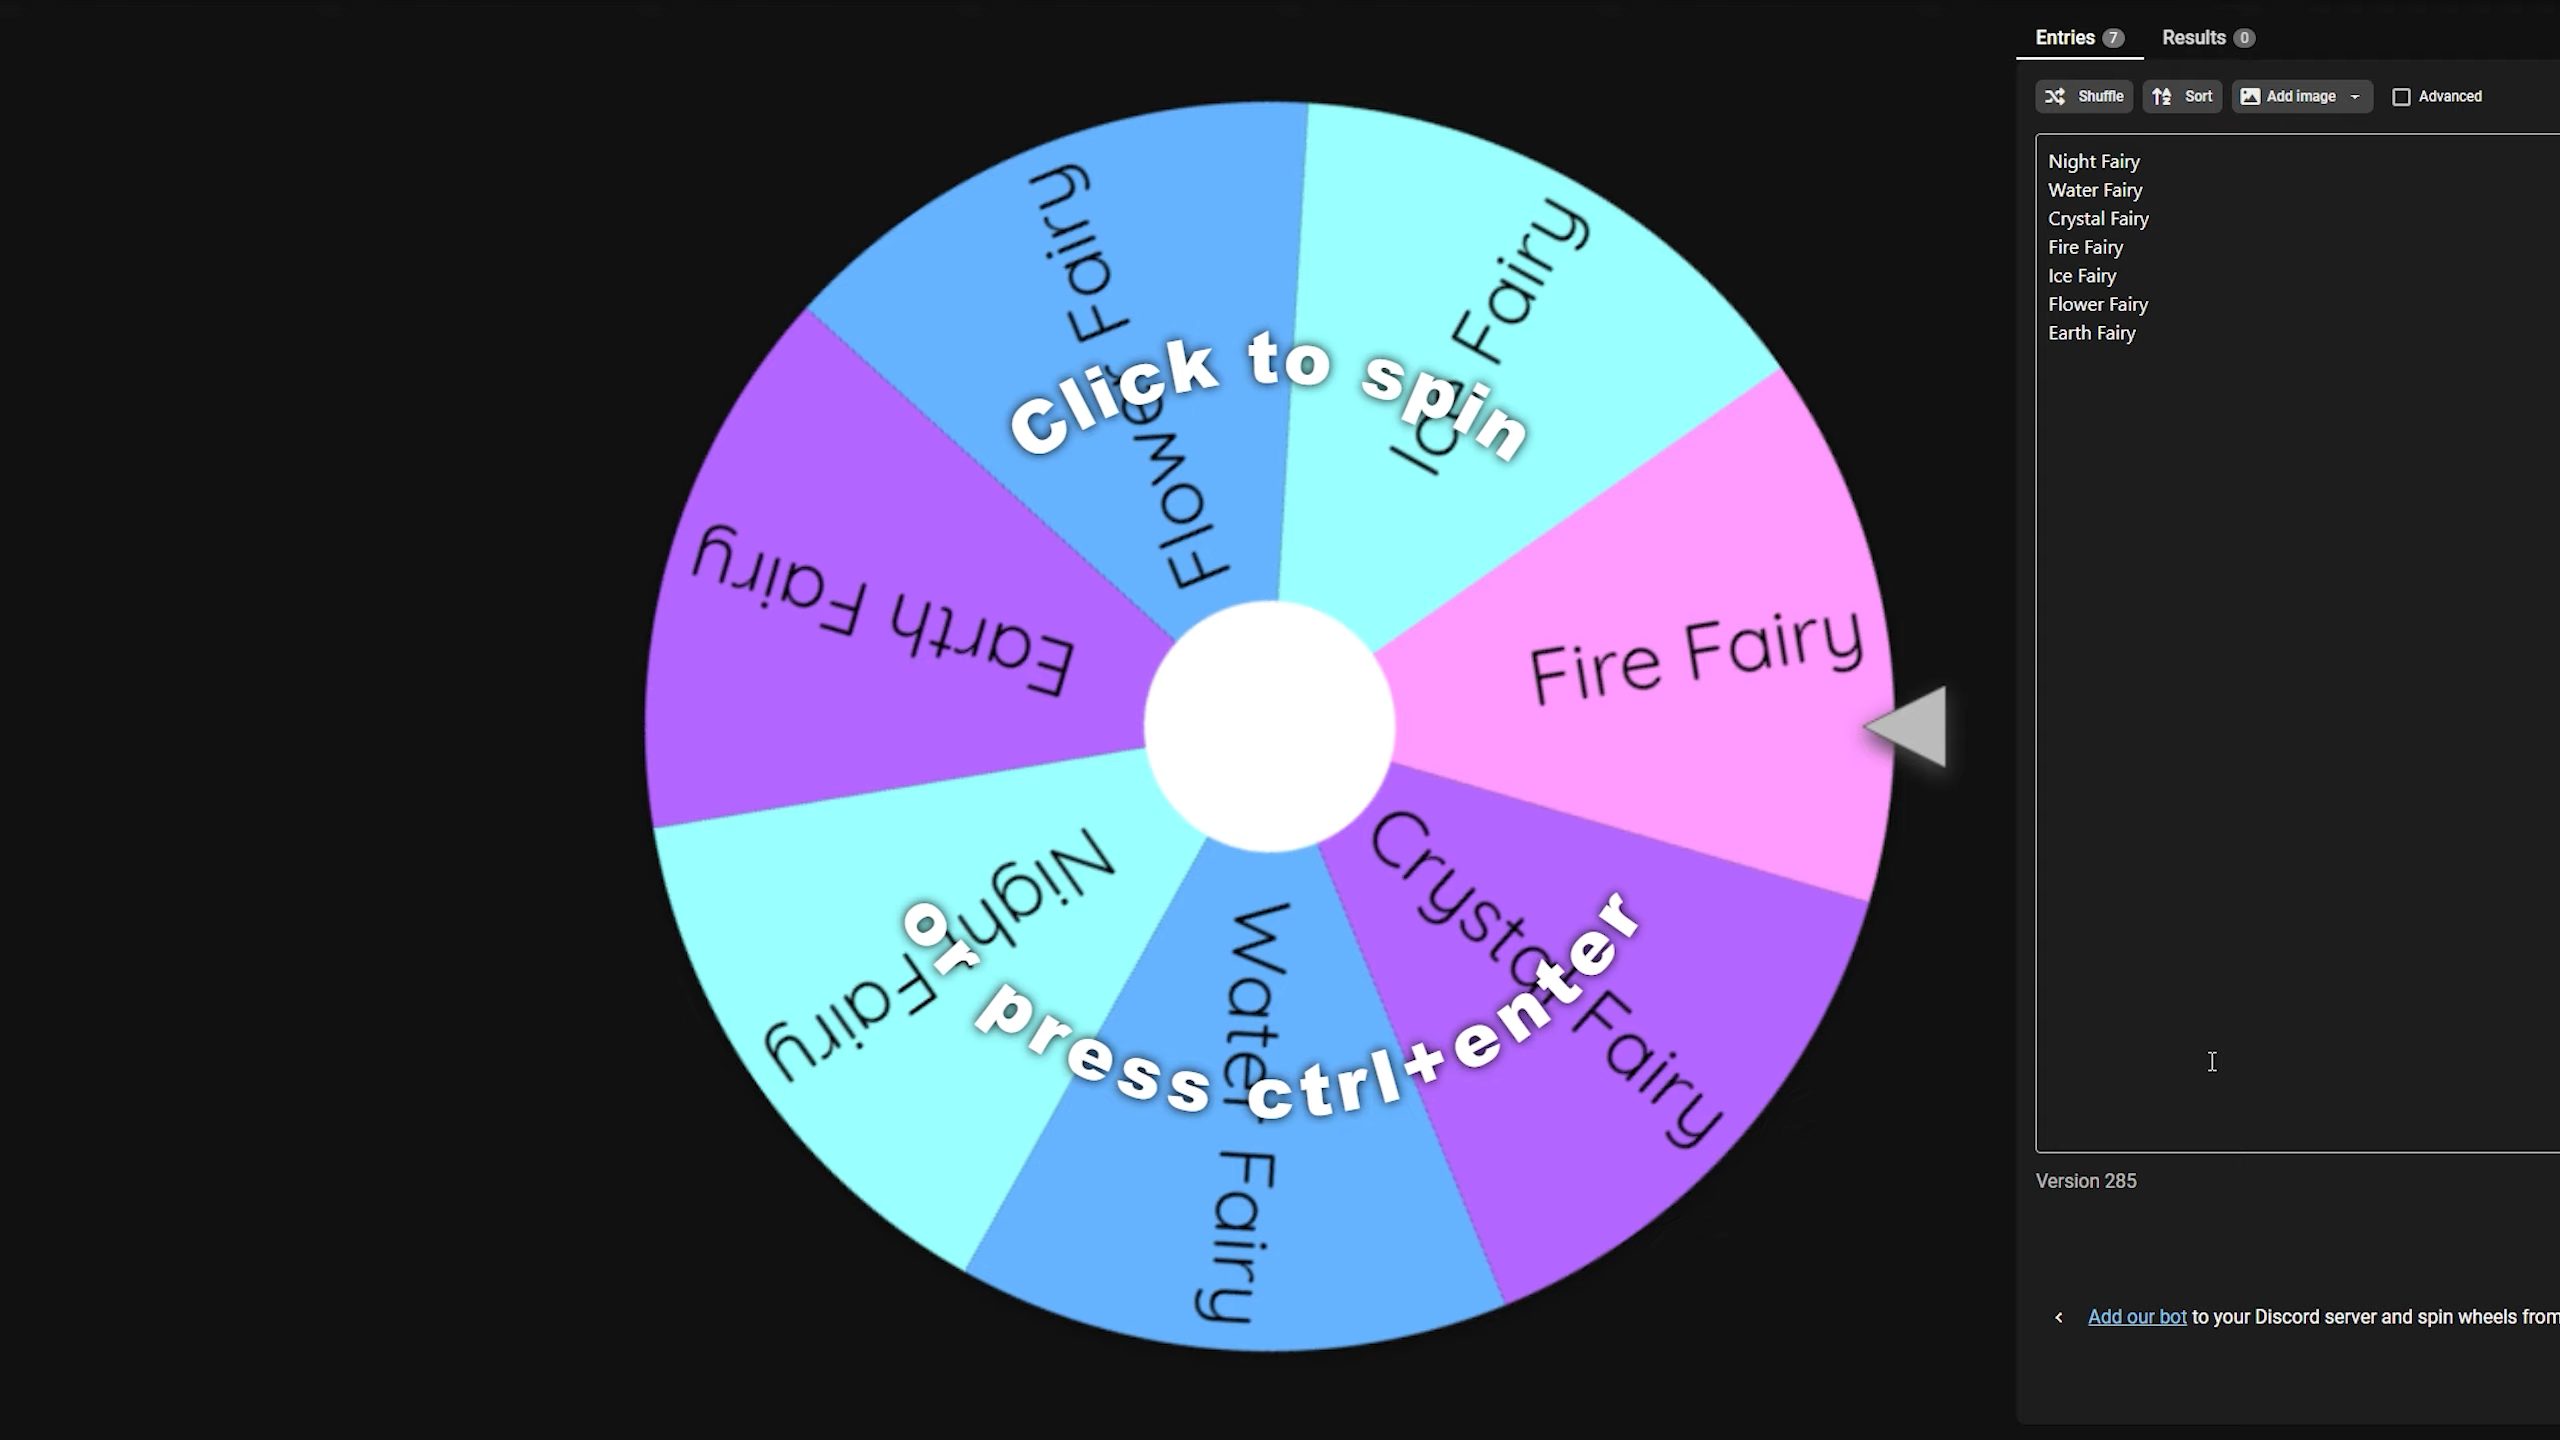 Entries 7 Results 0
Shuffle Sort Add image Advanced
Night Fairy
Water Fairy
Crystal Fairy
Fire Fairy
Ice Fairy
Flower Fairy
Earth Fairy
Version 285
Add our bot to your Discord server and spin wheels from
Click to spin
or press ctrl+enter
Flower Fairy
Ice Fairy
Fire Fairy
Crystal Fairy
Water Fairy
Night Fairy
Earth Fairy